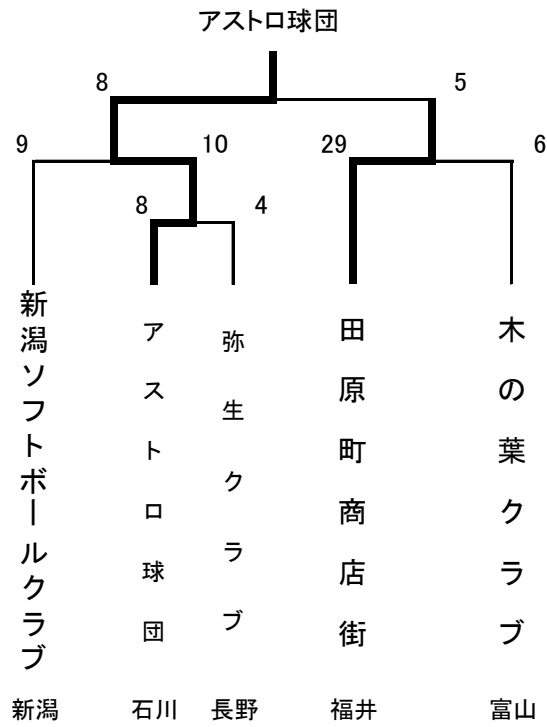 アストロ球団
8 5
9 10 29 6
8 4
新潟ソフトボールクラブ
アストロ球団
弥生クラブ
田原町商店街
木の葉クラブ
新潟 石川 長野 福井 富山